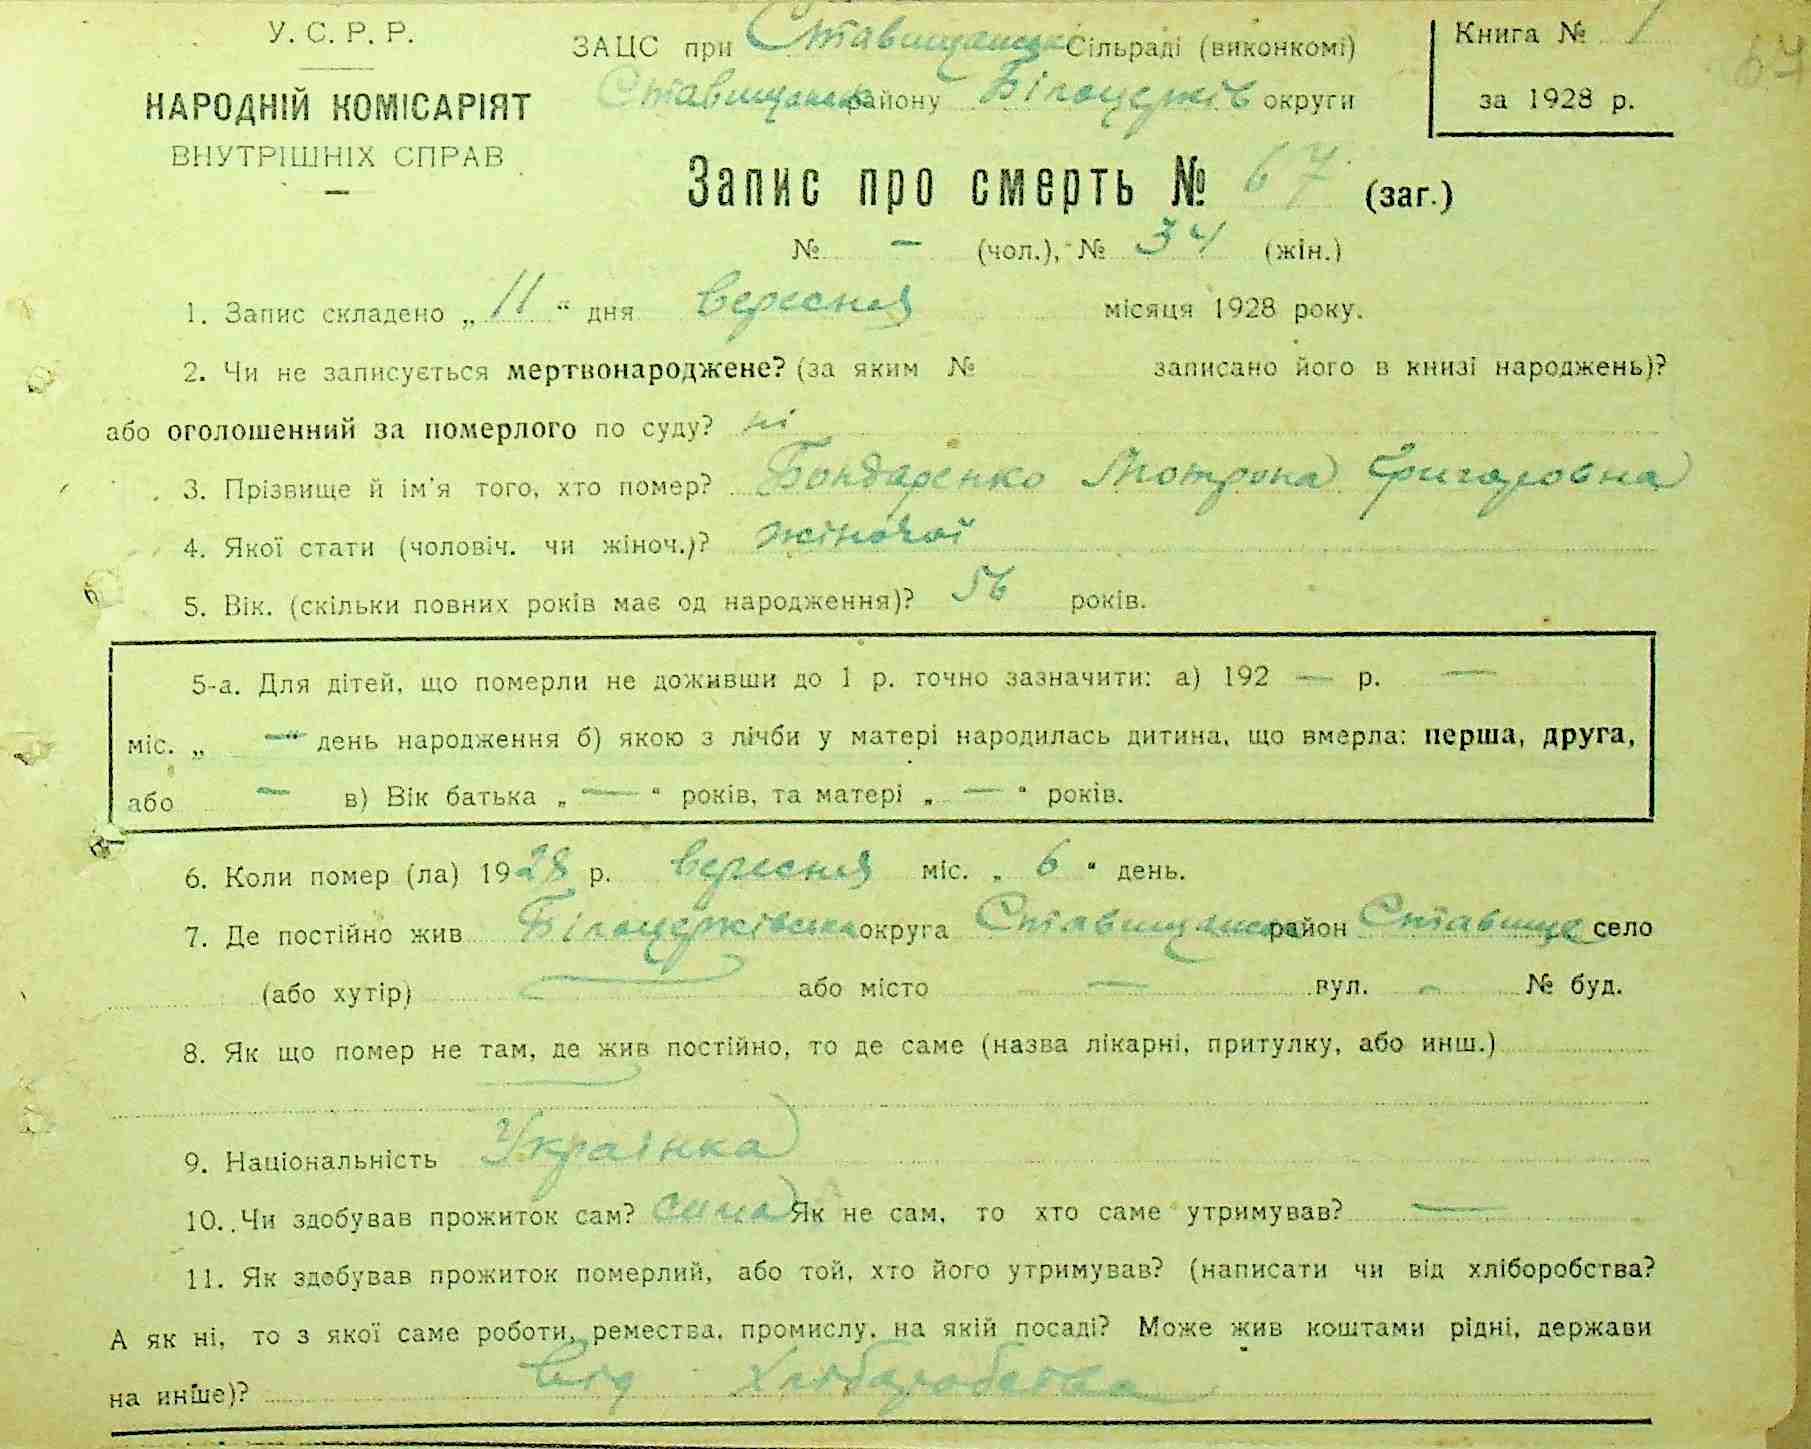 У. С. Р. Р.
НАРОДНІЙ КОМІСАРІЯТ
ВНУТРІШНІХ СПРАВ
ЗАЦС при Ставищанськ Сільраді (виконкомі)
Ставищанськ району Білоцерків округи
Книга № 1
за 1928 р.
64
Запис про смерть № 67 (заг.)
№ — (чол.), № 34 (жін.)
1. Запис складено „ 11 “ дня вересня місяця 1928 року.
2. Чи не записується мертвонароджене? (за яким № записано його в книзі народжень)?
або оголошенний за померлого по суду? ні
3. Прізвище й ім'я того, хто помер? Бондаренко Мотрона Григоровна
4. Якої стати (чоловіч. чи жіноч.)? жіночої
5. Вік. (скільки повних років має од народження)? 56 років.
5-а. Для дітей, що померли не доживши до 1 р. точно зазначити: а) 192 — р. —
міс. „ — “ день народження б) якою з лічби у матері народилась дитина, що вмерла: перша, друга,
або — в) Вік батька „ — “ років, та матері „ — “ років.
6. Коли помер (ла) 1928 р. вересня міс. „ 6 “ день.
7. Де постійно жив Білоцерківська округа Ставищанськ район Ставище село
(або хутір) — або місто — вул. - № буд.
8. Як що помер не там, де жив постійно, то де саме (назва лікарні, притулку, або инш.)
—
9. Національність Українка
10. Чи здобував прожиток сам? сама Як не сам, то хто саме утримував? —
11. Як здобував прожиток померлий, або той, хто його утримував? (написати чи від хліборобства?
А як ні, то з якої саме роботи, ремества, промислу, на якій посаді? Може жив коштами рідні, держави
на инше)? Від Хліборобства